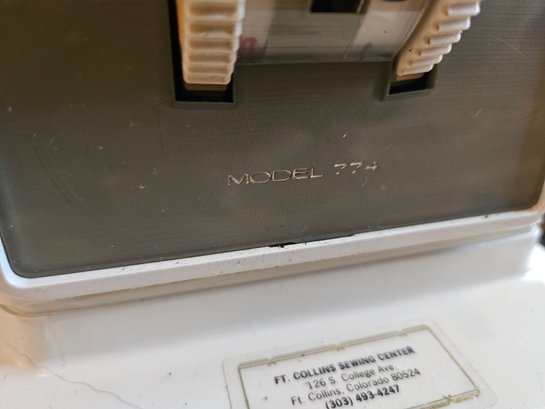 MODEL 774
FT. COLLINS SEWING CENTER
126 S. College Ave.
Ft. Collins, Colorado 80524
(303) 493-4247